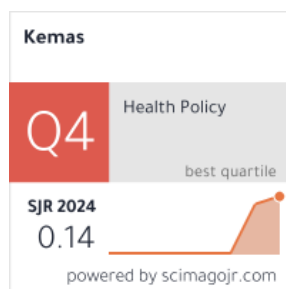 Kemas
Q4
Health Policy
best quartile
SJR 2024
0.14
powered by scimagojr.com